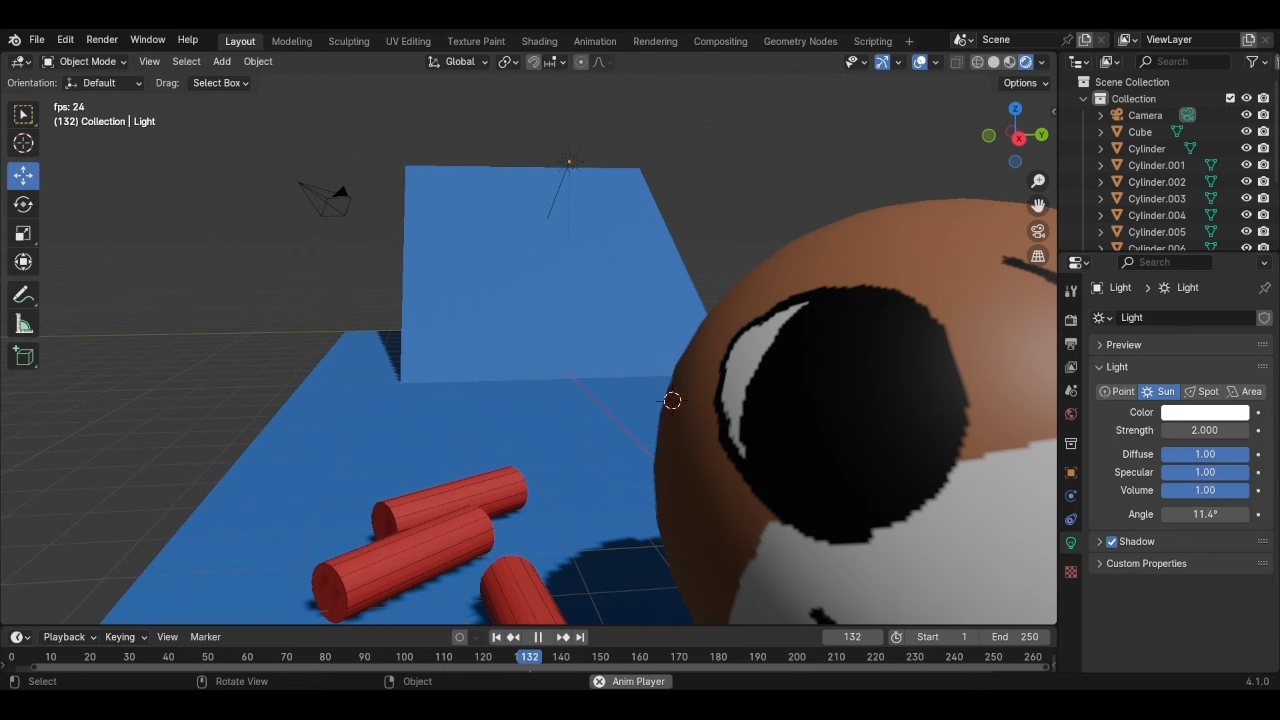 File Edit Render Window Help Layout Modeling Sculpting UV Editing Texture Paint Shading Animation Rendering Compositing Geometry Nodes Scripting + Scene ViewLayer
Object Mode View Select Add Object Global Search
Orientation: Default Drag: Select Box Options
Scene Collection
Collection
fps: 24
(132) Collection | Light
Z
Y
X
Camera
Cube
Cylinder
Cylinder.001
Cylinder.002
Cylinder.003
Cylinder.004
Cylinder.005
Cylinder.006
Search
Light > Light
Light
Preview
Light
Point Sun Spot Area
Color
Strength 2.000
Diffuse 1.00
Specular 1.00
Volume 1.00
Angle 11.4°
Shadow
Custom Properties
Playback Keying View Marker 132 Start 1 End 250
0 10 20 30 40 50 60 70 80 90 100 110 120 132 140 150 160 170 180 190 200 210 220 230 240 250 260
Select Rotate View Object Anim Player 4.1.0